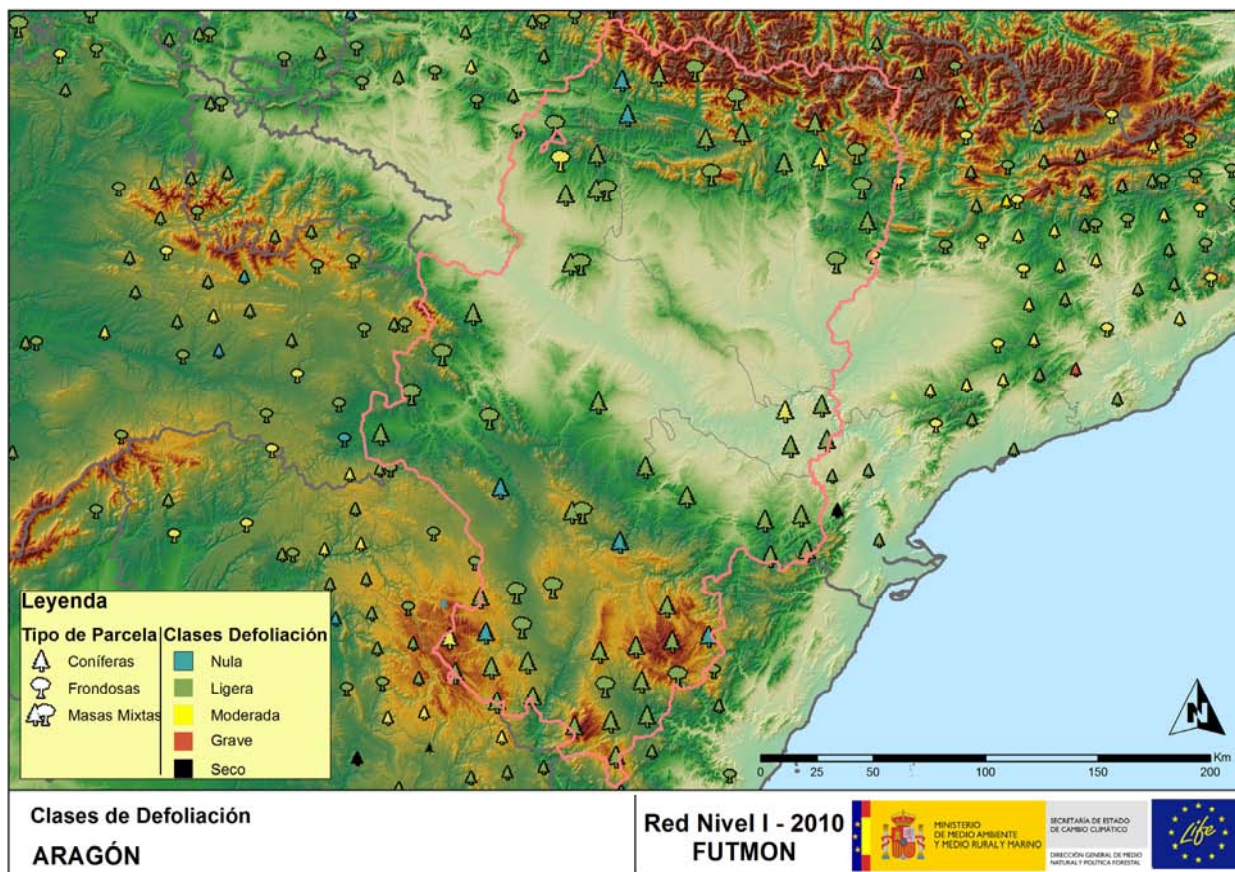 Leyenda
Tipo de Parcela
Coníferas
Frondosas
Masas Mixtas
Clases Defoliación
Nula
Ligera
Moderada
Grave
Seco
N
0 25 50 100 150 200 Km
Clases de Defoliación
ARAGÓN
Red Nivel I - 2010
FUTMON
MINISTERIO
DE MEDIO AMBIENTE
Y MEDIO RURAL Y MARINO
SECRETARÍA DE ESTADO
DE CAMBIO CLIMÁTICO
DIRECCIÓN GENERAL DE MEDIO
NATURAL Y POLÍTICA FORESTAL
Life